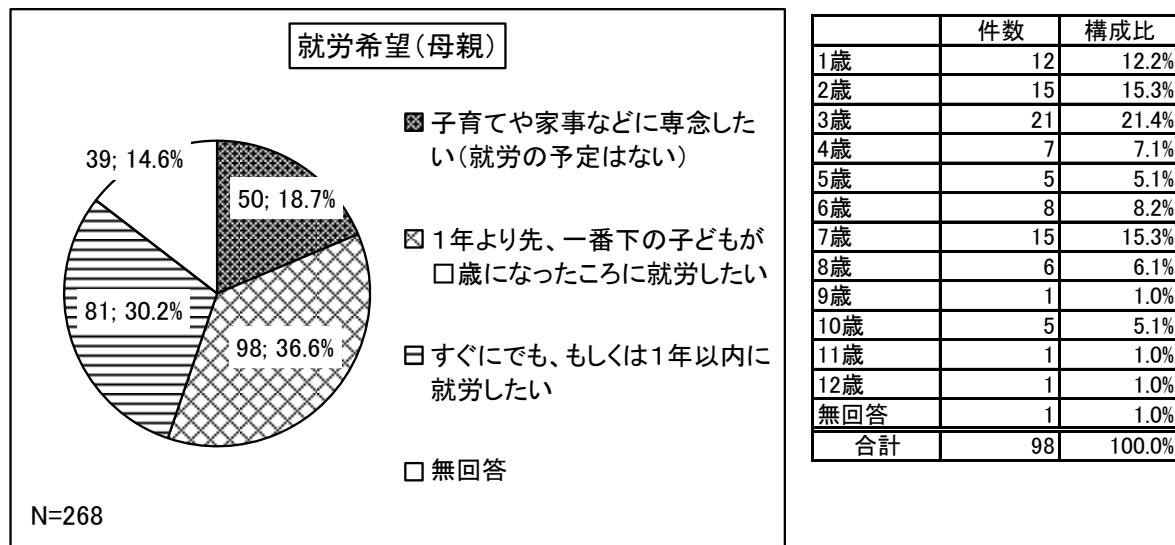 就労希望(母親)
39; 14.6%
50; 18.7%
81; 30.2%
98; 36.6%
子育てや家事などに専念した
い(就労の予定はない)
1年より先、一番下の子どもが
口歳になったころに就労したい
すぐにでも、もしくは1年以内に
就労したい
無回答
N=268
件数 構成比
1歳 12 12.2%
2歳 15 15.3%
3歳 21 21.4%
4歳 7 7.1%
5歳 5 5.1%
6歳 8 8.2%
7歳 15 15.3%
8歳 6 6.1%
9歳 1 1.0%
10歳 5 5.1%
11歳 1 1.0%
12歳 1 1.0%
無回答 1 1.0%
合計 98 100.0%